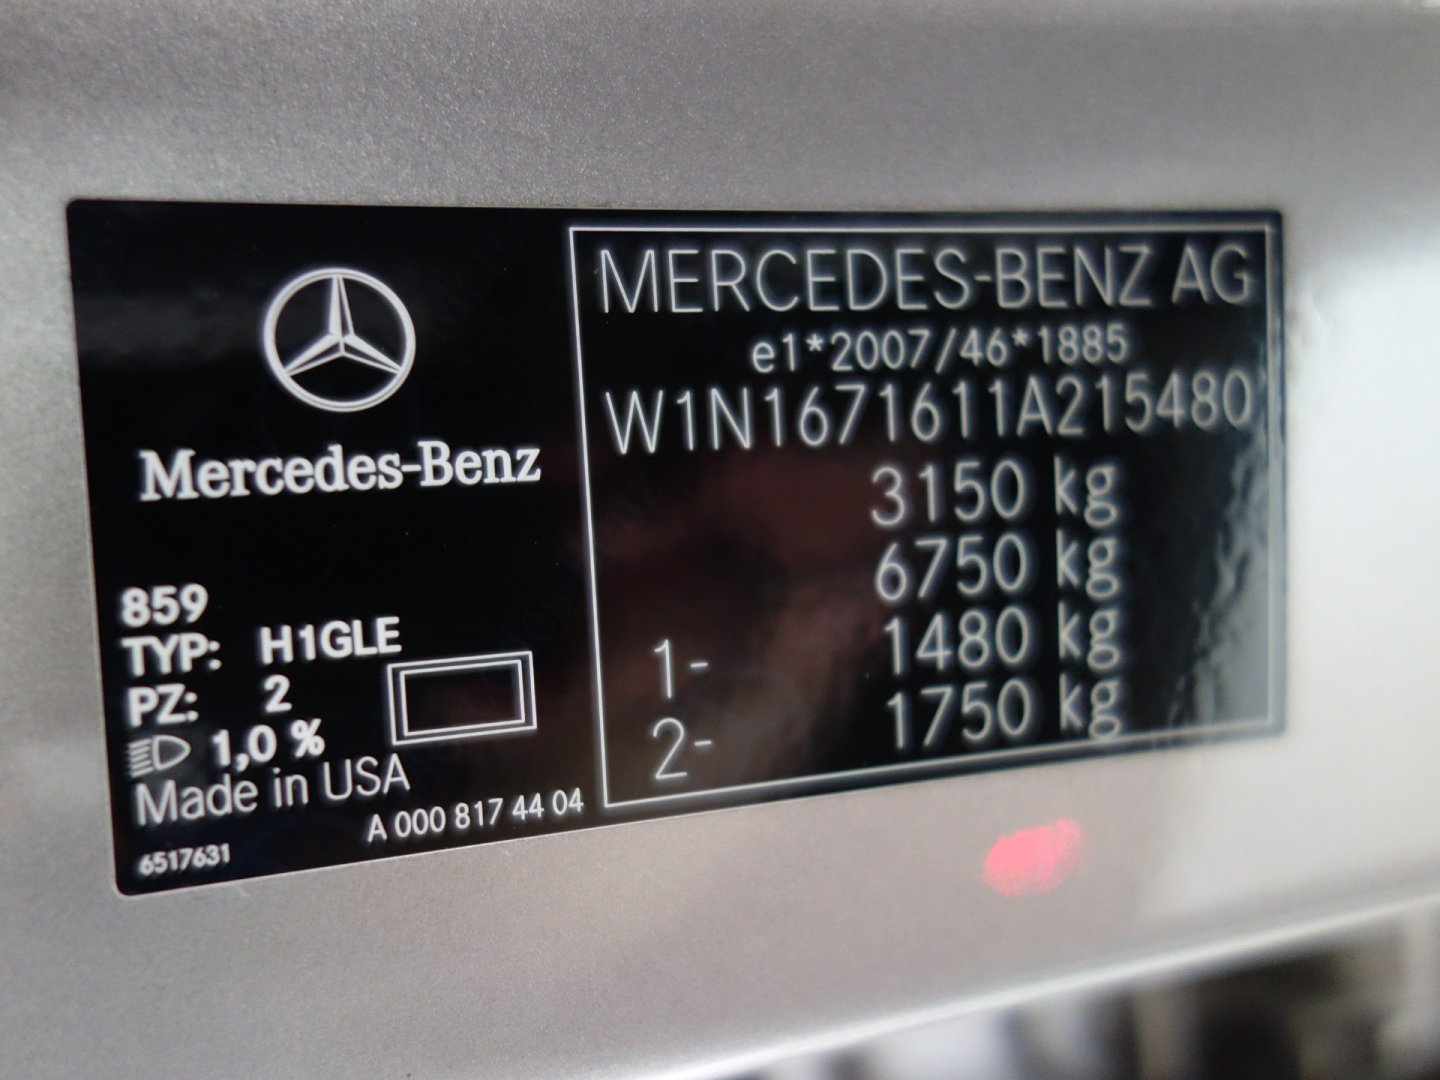 Mercedes-Benz
859
TYP: H1GLE
PZ: 2
1,0 %
Made in USA
A 000 817 44 04
6517631
MERCEDES-BENZ AG
e1*2007/46*1885
W1N1671611A215480
3150 kg
6750 kg
1- 1480 kg
2- 1750 kg